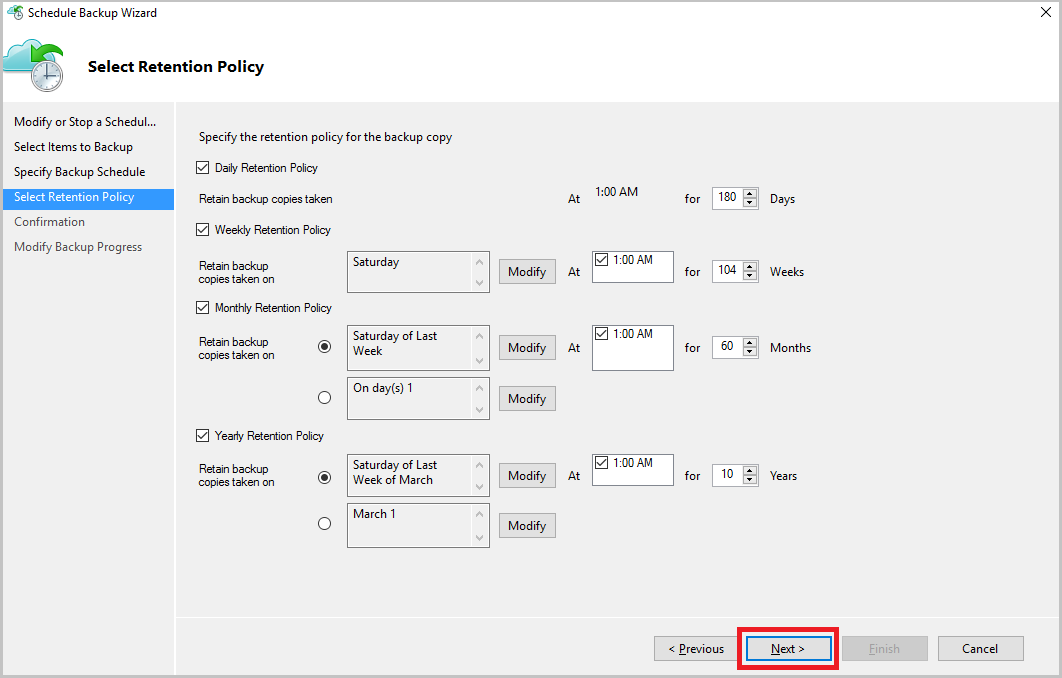 Schedule Backup Wizard
Select Retention Policy
Modify or Stop a Schedul...
Select Items to Backup
Specify Backup Schedule
Select Retention Policy
Confirmation
Modify Backup Progress
Specify the retention policy for the backup copy
Daily Retention Policy
Retain backup copies taken At 1:00 AM for 180 Days
Weekly Retention Policy
Retain backup
copies taken on
Saturday
Modify At 1:00 AM for 104 Weeks
Monthly Retention Policy
Retain backup
copies taken on
Saturday of Last
Week
Modify At 1:00 AM for 60 Months
On day(s) 1
Modify
Yearly Retention Policy
Retain backup
copies taken on
Saturday of Last
Week of March
Modify At 1:00 AM for 10 Years
March 1
Modify
< Previous Next > Finish Cancel